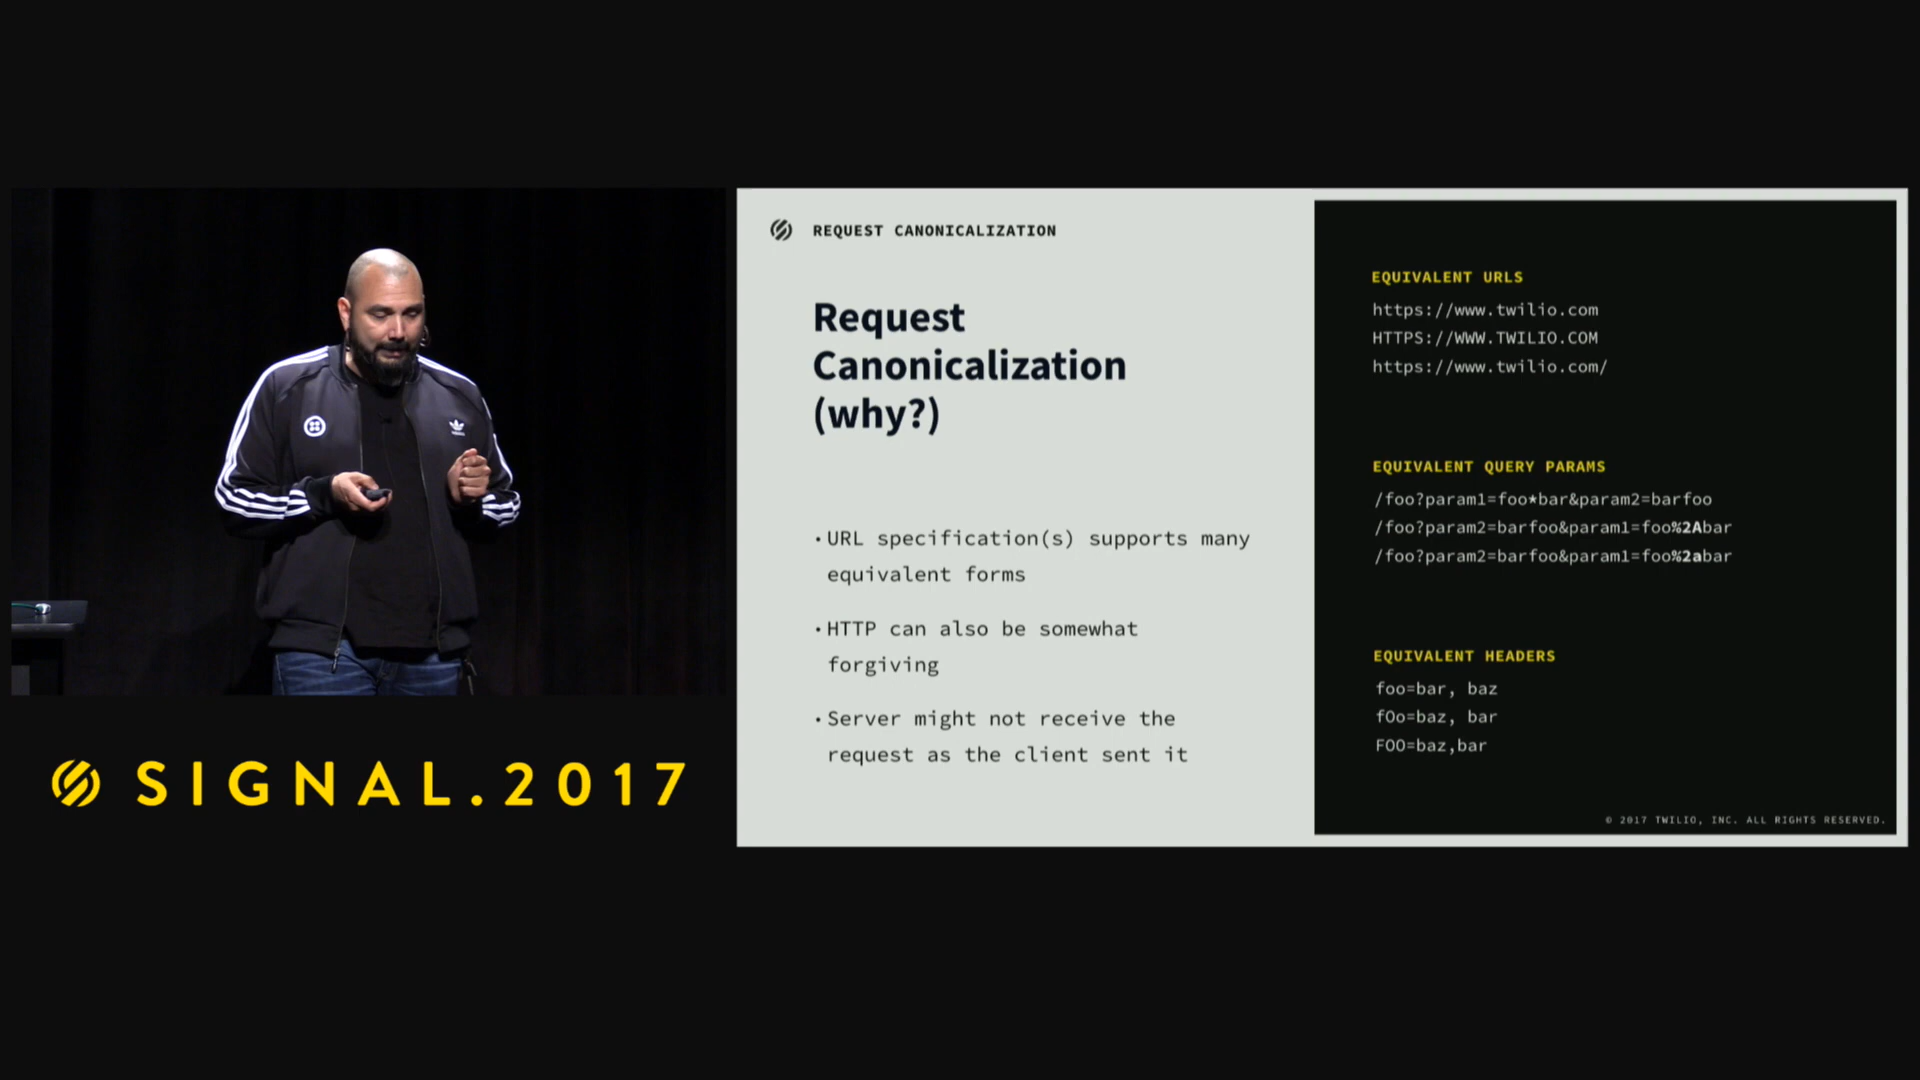 SIGNAL.2017
REQUEST CANONICALIZATION
Request
Canonicalization
(why?)
•URL specification(s) supports many
equivalent forms
•HTTP can also be somewhat
forgiving
•Server might not receive the
request as the client sent it
EQUIVALENT URLS
https://www.twilio.com
HTTPS://WWW.TWILIO.COM
https://www.twilio.com/
EQUIVALENT QUERY PARAMS
/foo?param1=foo*bar&param2=barfoo
/foo?param2=barfoo&param1=foo%2Abar
/foo?param2=barfoo&param1=foo%2abar
EQUIVALENT HEADERS
foo=bar, baz
fOo=baz, bar
FOO=baz,bar
© 2017 TWILIO, INC. ALL RIGHTS RESERVED.